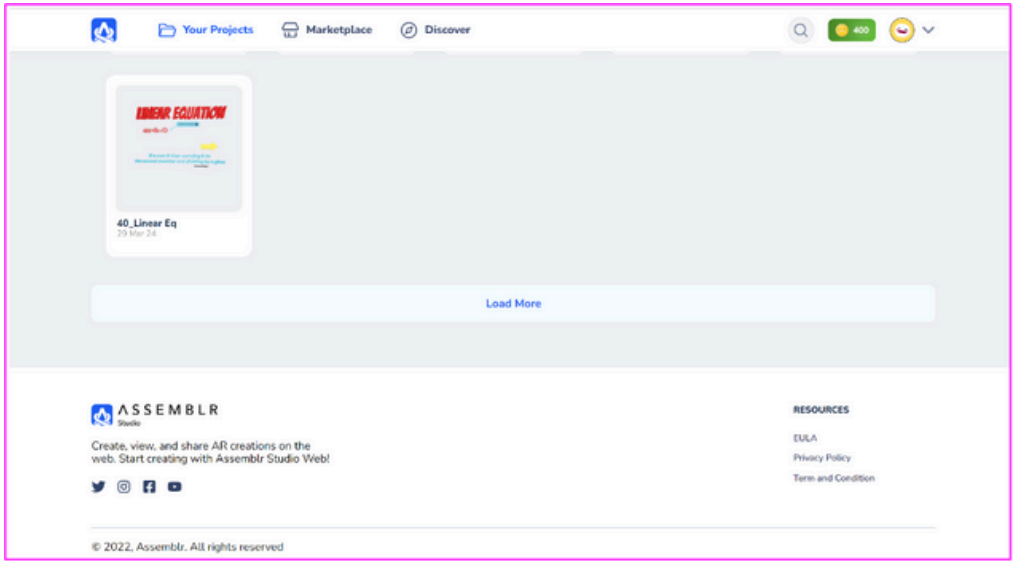 Your Projects
Marketplace
Discover
400
LINEAR EQUATION
40_Linear Eq
29 Mar 24
Load More
ASSEMBLR
Studio
Create, view, and share AR creations on the
web. Start creating with Assemblr Studio Web!
RESOURCES
EULA
Privacy Policy
Term and Condition
© 2022, Assemblr. All rights reserved